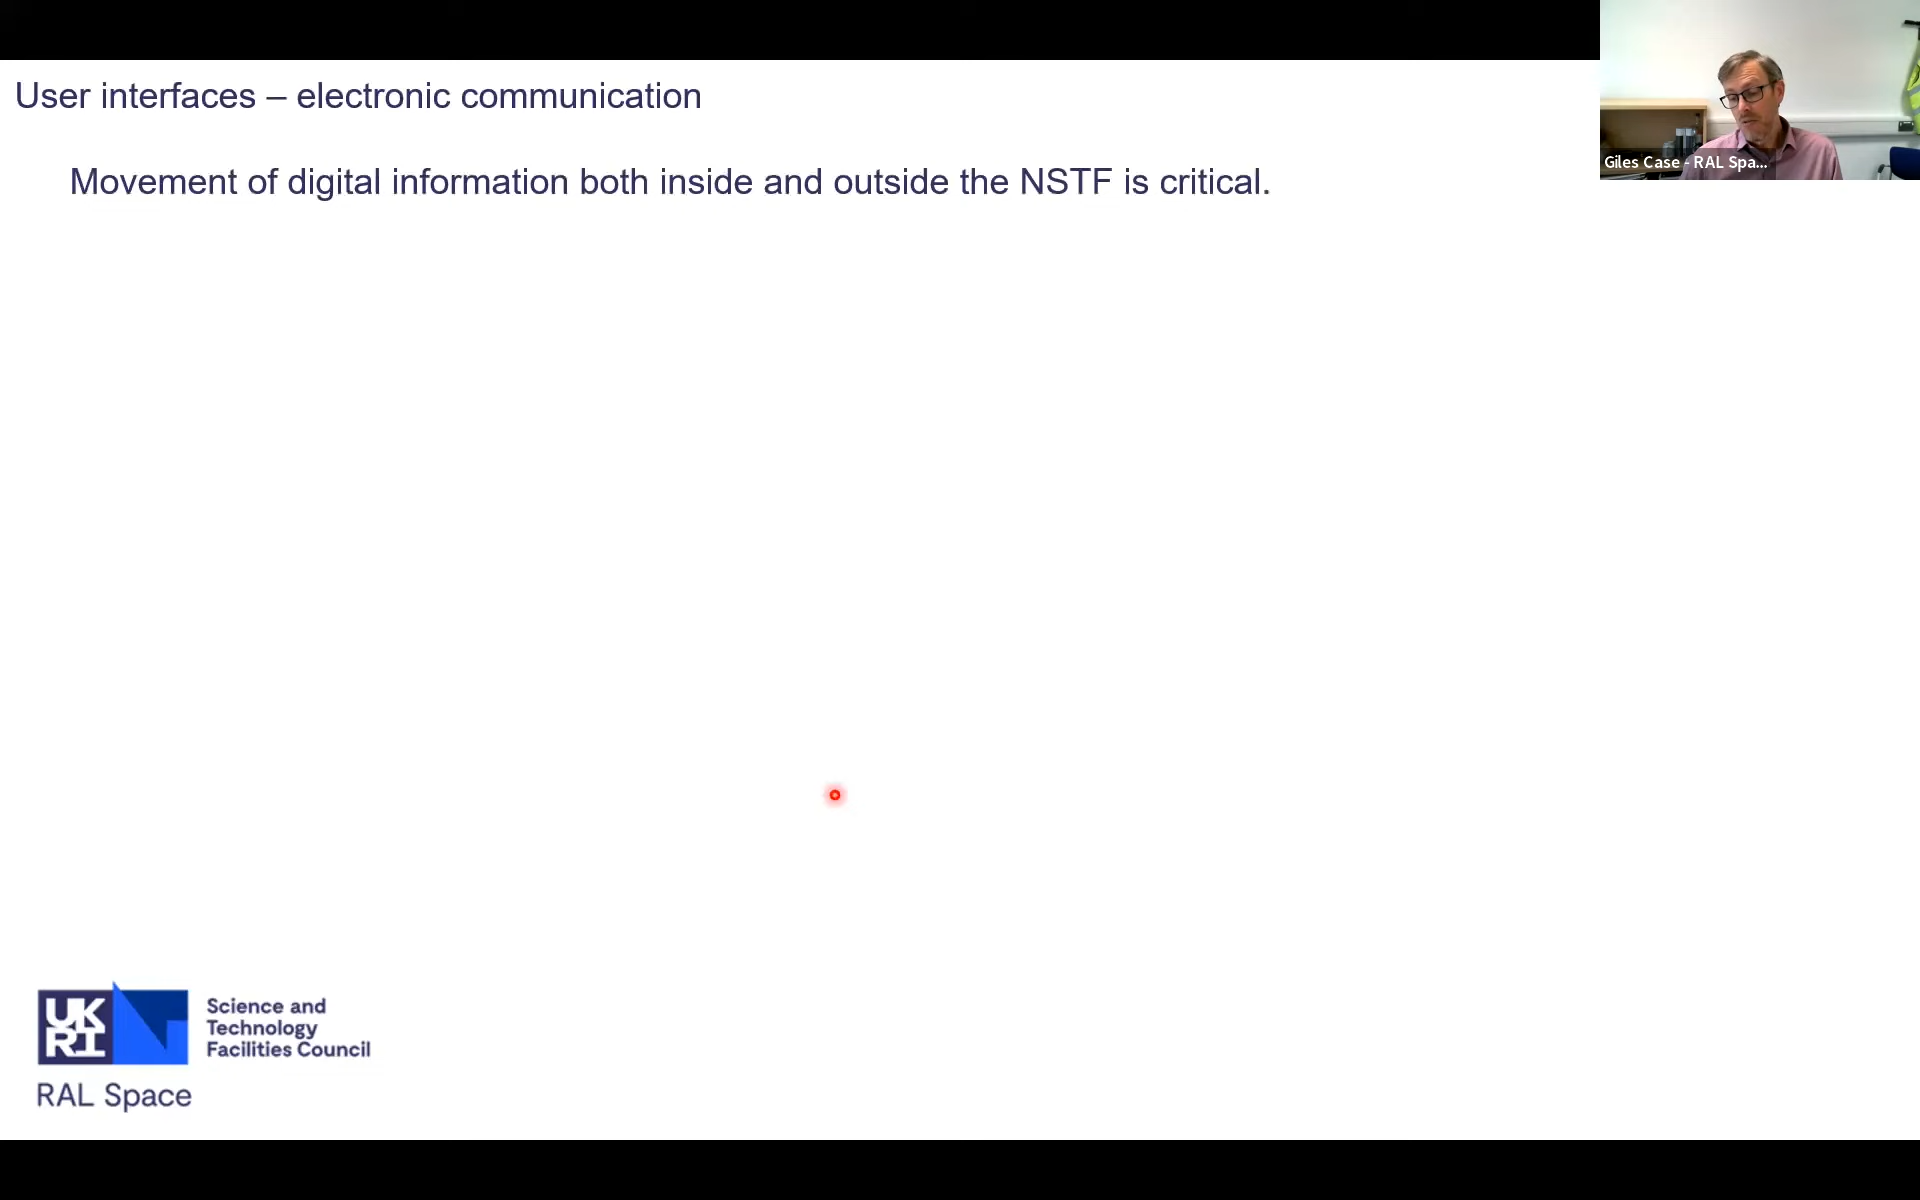 User interfaces – electronic communication
Giles Case - RAL Spa...
Movement of digital information both inside and outside the NSTF is critical.
UK
RI
Science and
Technology
Facilities Council
RAL Space